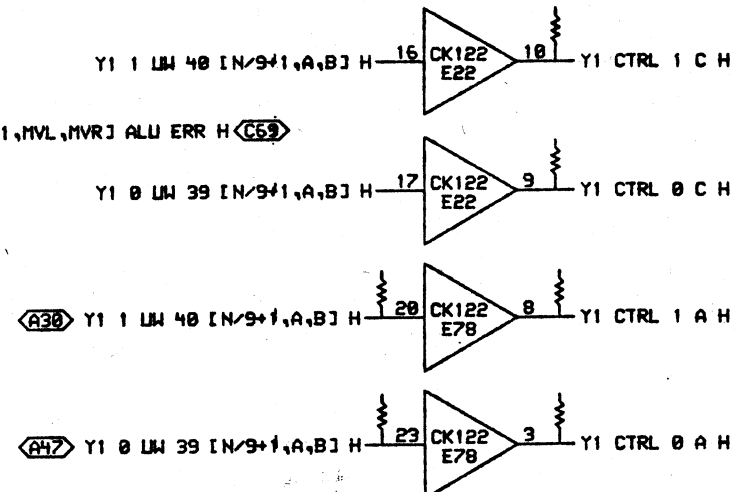 Y1 1 UW 40 [N/9+1,A,B] H 16 CK122 E22 10 Y1 CTRL 1 C H
1,MVL,MVR] ALU ERR H C69
Y1 0 UW 39 [N/9+1,A,B] H 17 CK122 E22 9 Y1 CTRL 0 C H
A30 Y1 1 UW 40 [N/9+1,A,B] H 20 CK122 E78 8 Y1 CTRL 1 A H
A47 Y1 0 UW 39 [N/9+1,A,B] H 23 CK122 E78 3 Y1 CTRL 0 A H